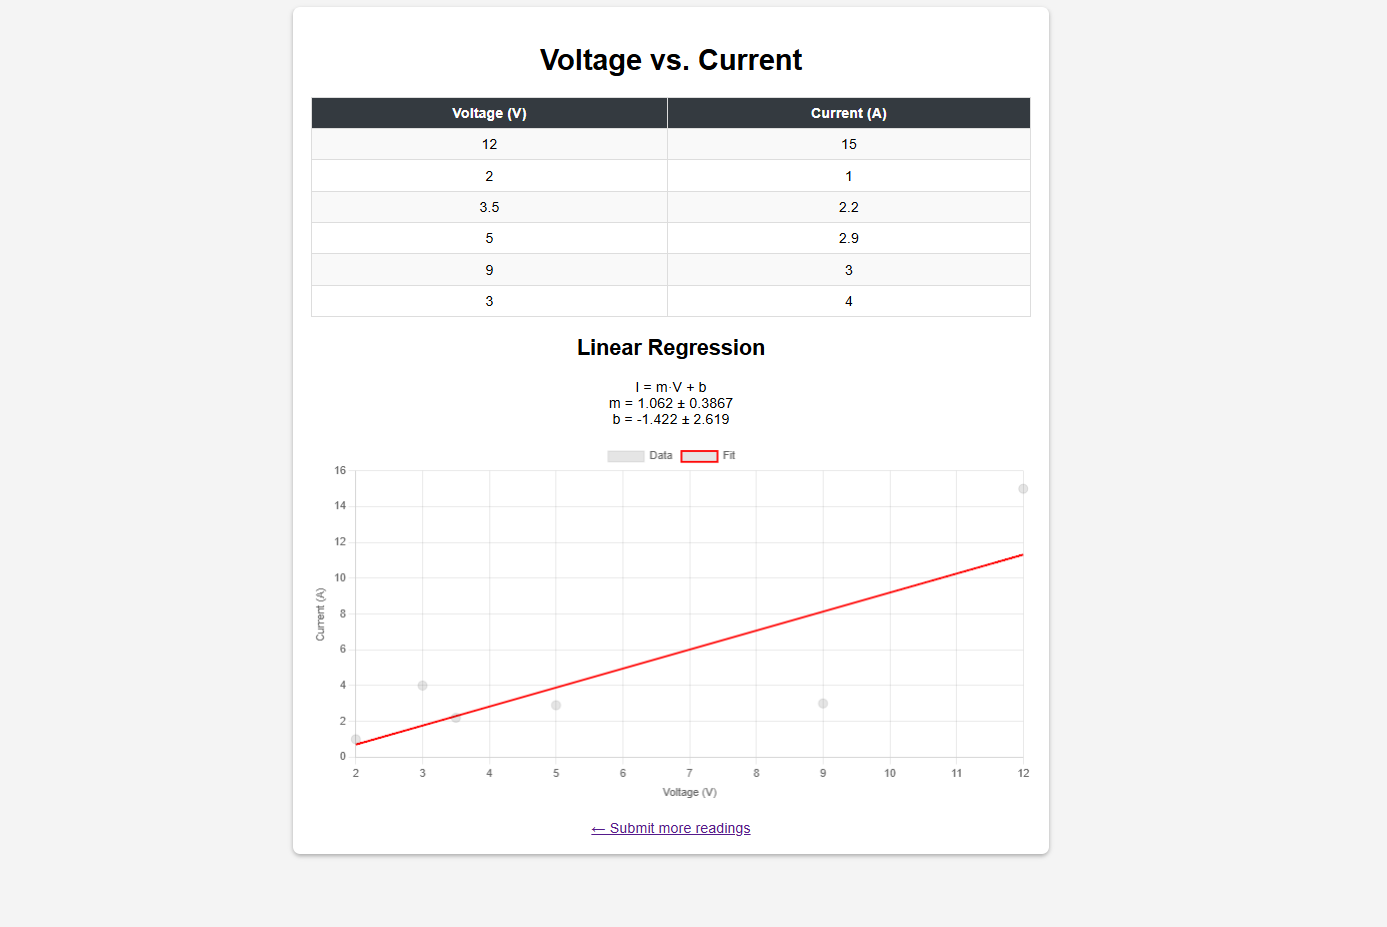 Voltage vs. Current
Voltage (V) Current (A)
12 15
2 1
3.5 2.2
5 2.9
9 3
3 4
Linear Regression
I = m·V + b
m = 1.062 ± 0.3867
b = -1.422 ± 2.619
Data Fit
16
14
12
10
8
6
4
2
0
Current (A)
2 3 4 5 6 7 8 9 10 11 12
Voltage (V)
← Submit more readings